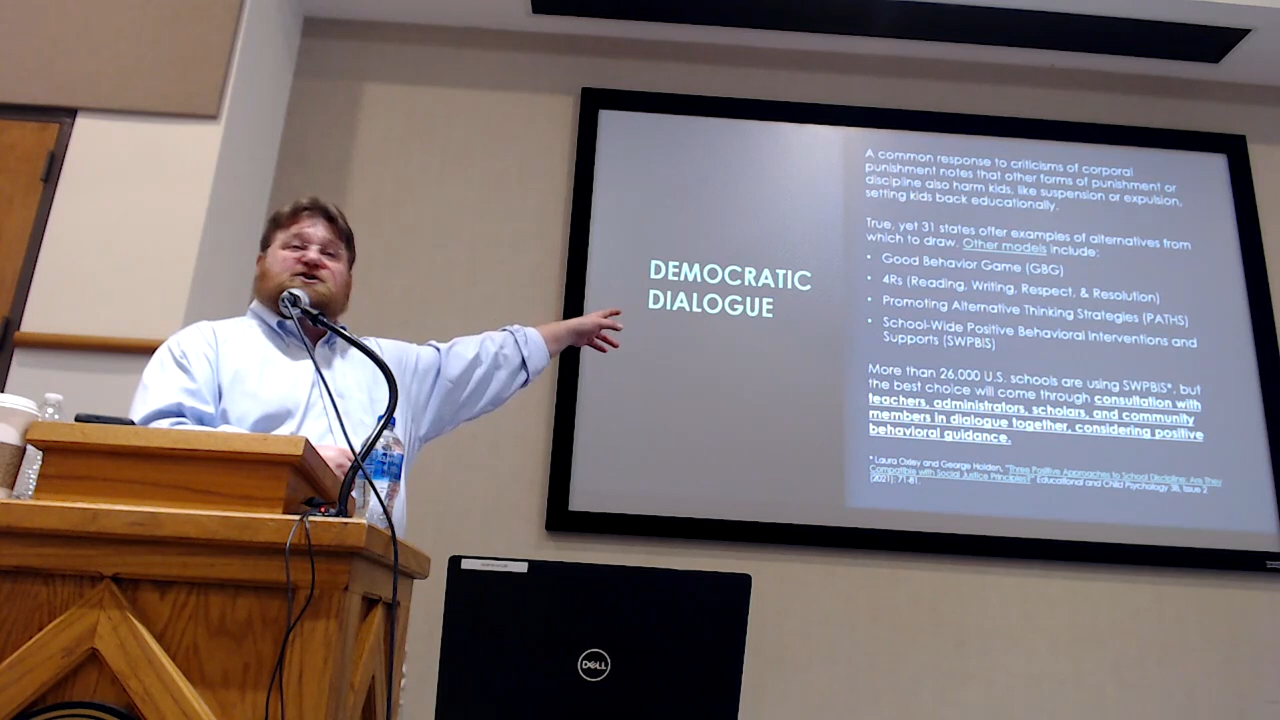 DEMOCRATIC
DIALOGUE
A common response to criticisms of corporal
punishment notes that other forms of punishment or
discipline also harm kids, like suspension or expulsion,
setting kids back educationally.
True, yet 31 states offer examples of alternatives from
which to draw. Other models include:
• Good Behavior Game (GBG)
• 4Rs (Reading, Writing, Respect, & Resolution)
• Promoting Alternative Thinking Strategies (PATHS)
• School-Wide Positive Behavioral Interventions and
Supports (SWPBIS)
More than 26,000 U.S. schools are using SWPBIS*, but
the best choice will come through consultation with
teachers, administrators, scholars, and community
members in dialogue together, considering positive
behavioral guidance.
* Laura Oxley and George Holden, "Three Positive Approaches to School Discipline: Are They
Compatible with Social Justice Principles?" Educational and Child Psychology 38, Issue 2
(2021): 71-81.
DELL